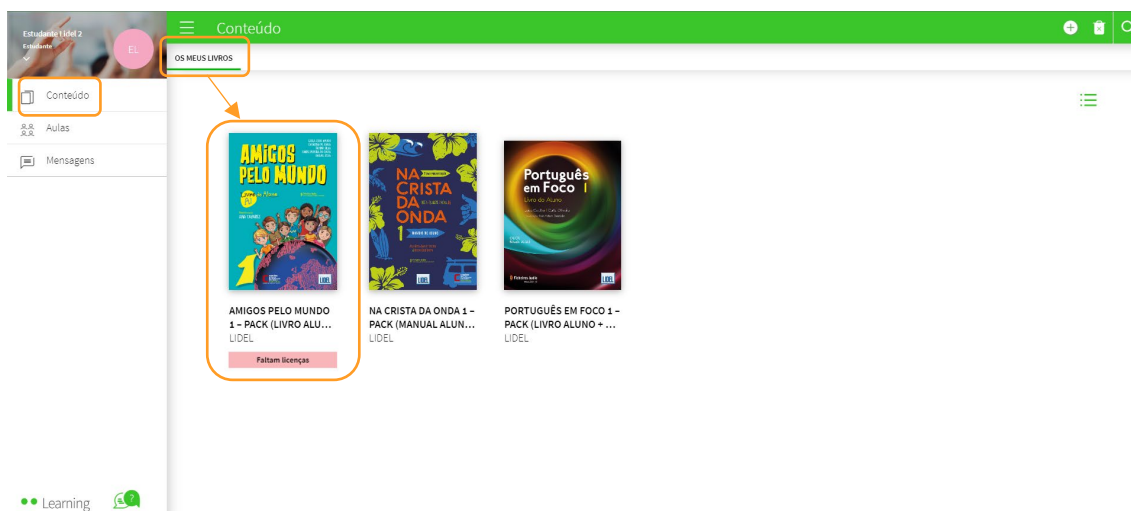 Estudante Lidel 2
Estudante
EL
Conteúdo
OS MEUS LIVROS
Conteúdo
Aulas
Mensagens
AMIGOS
PELO MUNDO
1
LIDEL
NA
CRISTA
DA
ONDA
1
LIDEL
Português
em Foco 1
Livro do Aluno
LIDEL
AMIGOS PELO MUNDO
1 – PACK (LIVRO ALU...
LIDEL
Faltam licenças
NA CRISTA DA ONDA 1 –
PACK (MANUAL ALUN...
LIDEL
PORTUGUÊS EM FOCO 1 –
PACK (LIVRO ALUNO + ...
LIDEL
Learning
?